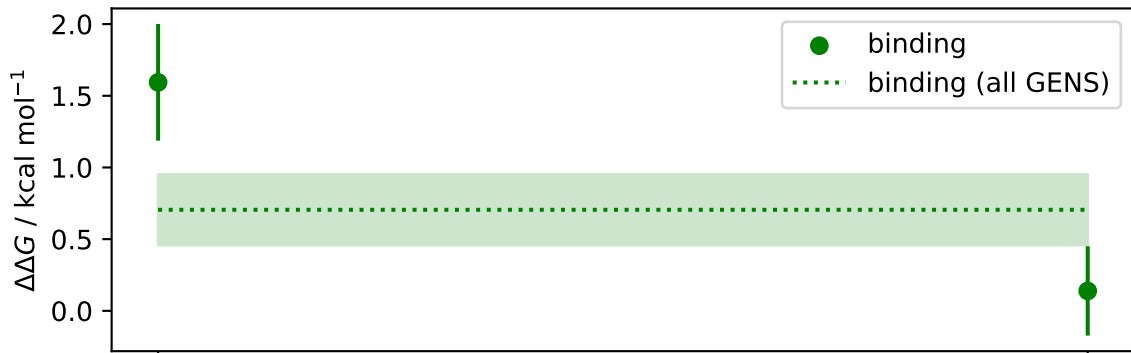 ΔΔG / kcal mol⁻¹
2.0
1.5
1.0
0.5
0.0
binding
binding (all GENS)